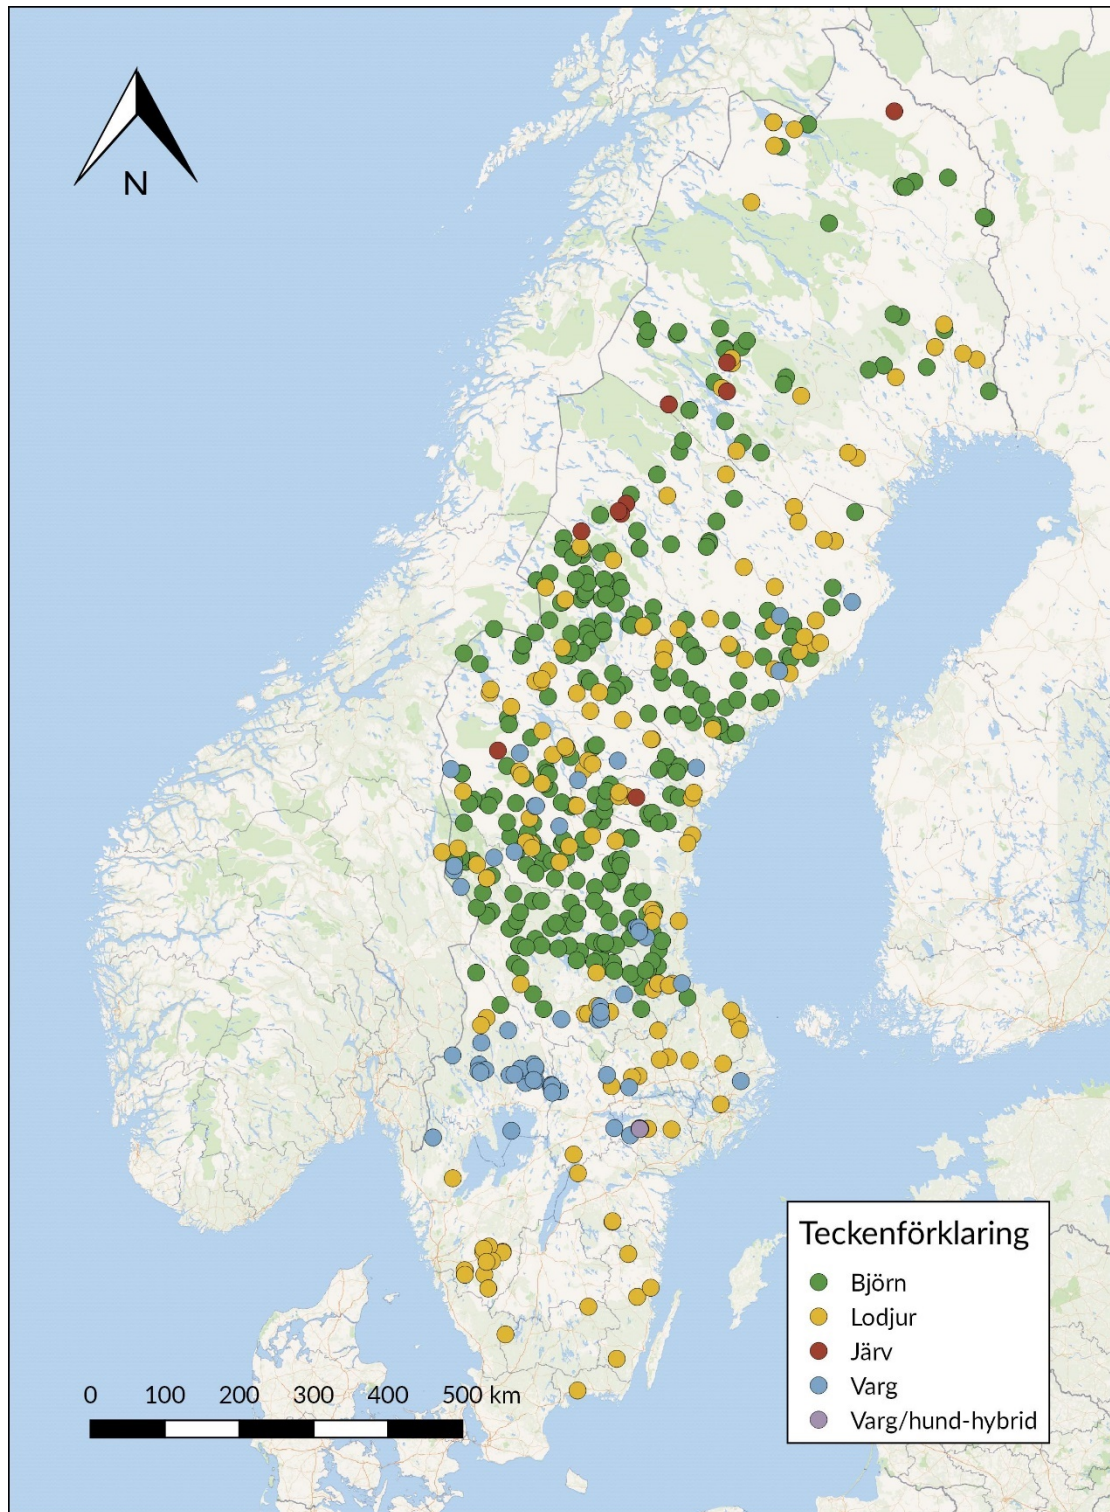 N
Teckenförklaring
Björn
Lodjur
Järv
Varg
Varg/hund-hybrid
0 100 200 300 400 500 km